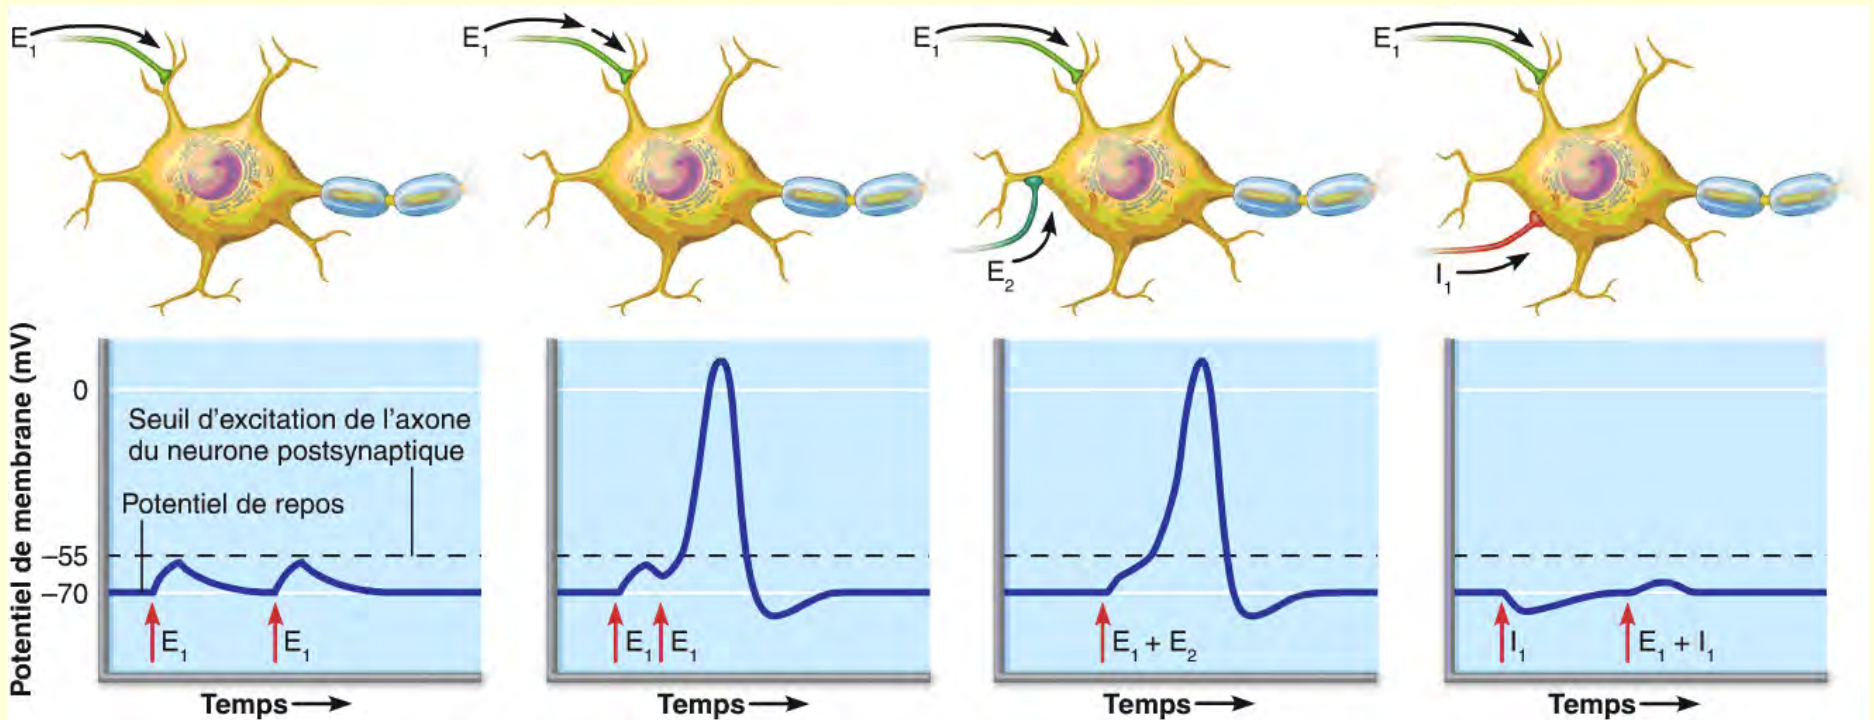 E₁
E₁
E₁
E₂
E₁
I₁
Potentiel de membrane (mV)
0
–55
–70
Seuil d'excitation de l'axone
du neurone postsynaptique
Potentiel de repos
E₁
E₁
Temps
E₁
E₁
Temps
E₁ + E₂
Temps
I₁
E₁ + I₁
Temps